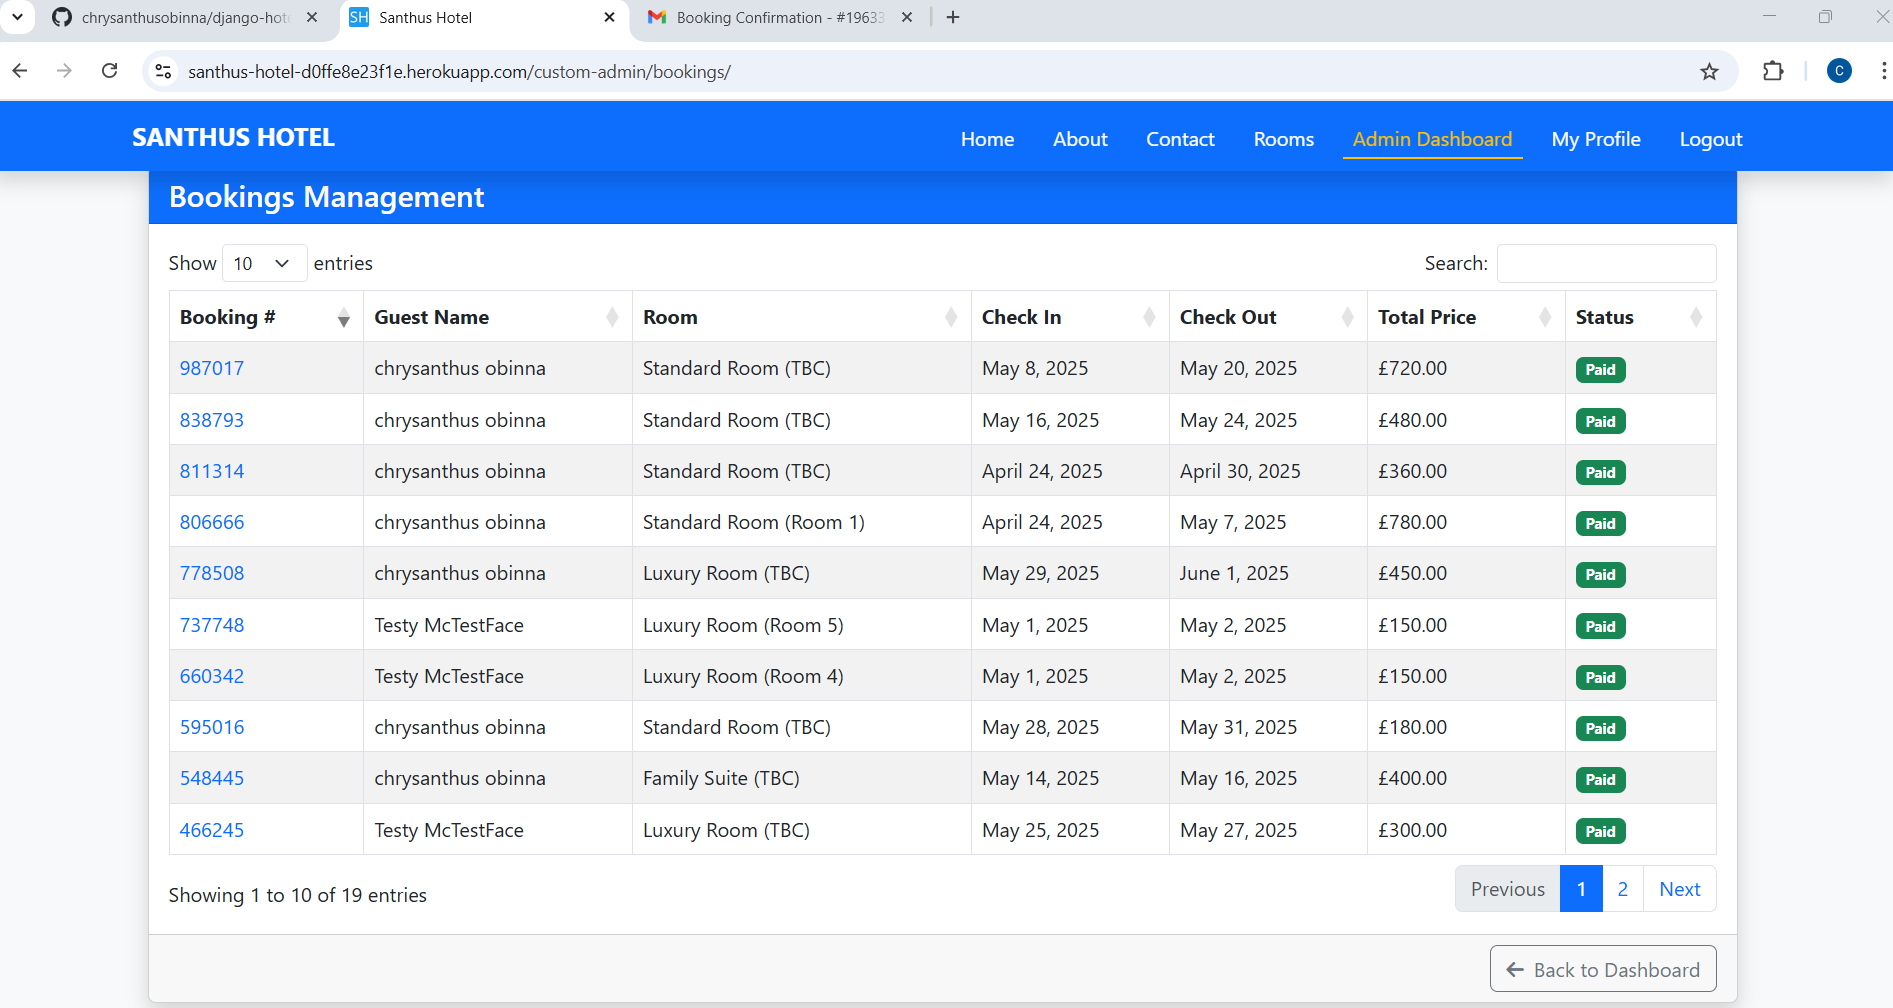 chrysanthusobinna/django-hote
SH Santhus Hotel
Booking Confirmation - #19633
santhus-hotel-d0ffe8e23f1e.herokuapp.com/custom-admin/bookings/
C
SANTHUS HOTEL Home About Contact Rooms Admin Dashboard My Profile Logout
Bookings Management
Show 10 entries Search:
Booking # Guest Name Room Check In Check Out Total Price Status
987017 chrysanthus obinna Standard Room (TBC) May 8, 2025 May 20, 2025 £720.00 Paid
838793 chrysanthus obinna Standard Room (TBC) May 16, 2025 May 24, 2025 £480.00 Paid
811314 chrysanthus obinna Standard Room (TBC) April 24, 2025 April 30, 2025 £360.00 Paid
806666 chrysanthus obinna Standard Room (Room 1) April 24, 2025 May 7, 2025 £780.00 Paid
778508 chrysanthus obinna Luxury Room (TBC) May 29, 2025 June 1, 2025 £450.00 Paid
737748 Testy McTestFace Luxury Room (Room 5) May 1, 2025 May 2, 2025 £150.00 Paid
660342 Testy McTestFace Luxury Room (Room 4) May 1, 2025 May 2, 2025 £150.00 Paid
595016 chrysanthus obinna Standard Room (TBC) May 28, 2025 May 31, 2025 £180.00 Paid
548445 chrysanthus obinna Family Suite (TBC) May 14, 2025 May 16, 2025 £400.00 Paid
466245 Testy McTestFace Luxury Room (TBC) May 25, 2025 May 27, 2025 £300.00 Paid
Showing 1 to 10 of 19 entries Previous 1 2 Next
Back to Dashboard